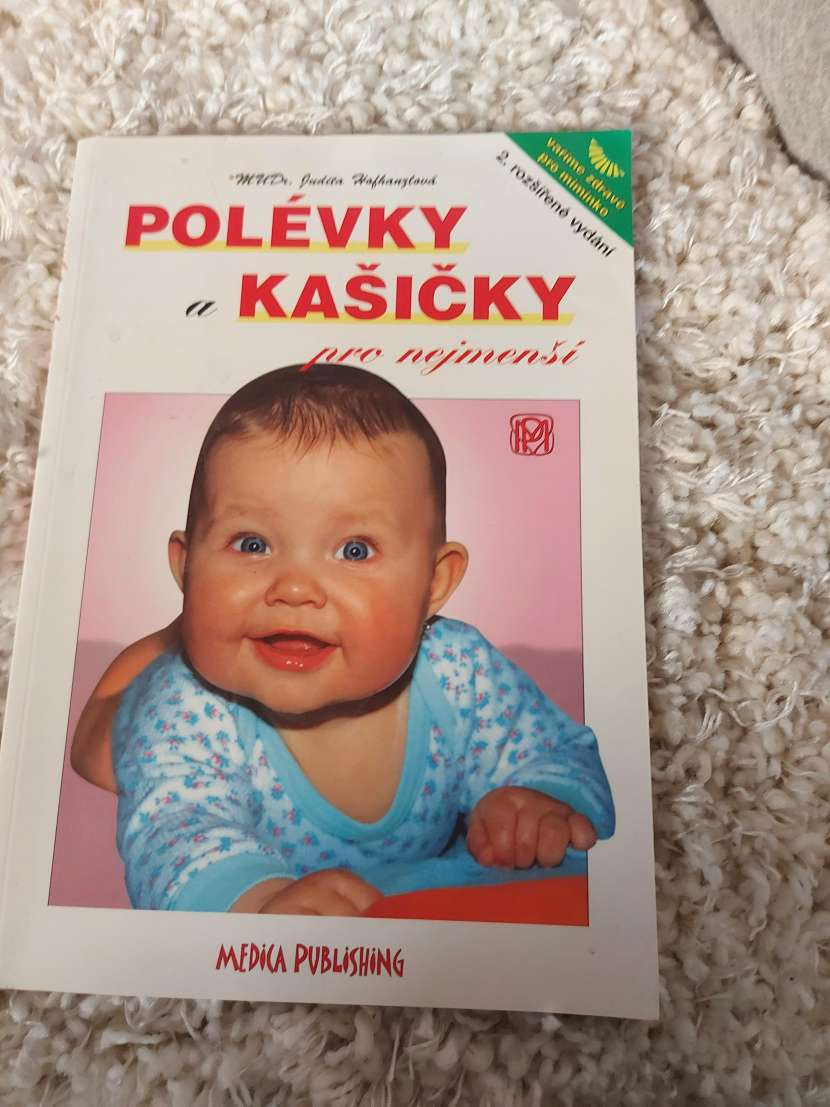 MUDr. Judita Hofhanzlová
POLÉVKY
a KAŠIČKY
pro nejmenší
vaříme zdravě
pro miminko
2. rozšířené vydání
MEDICA PUBLISHING